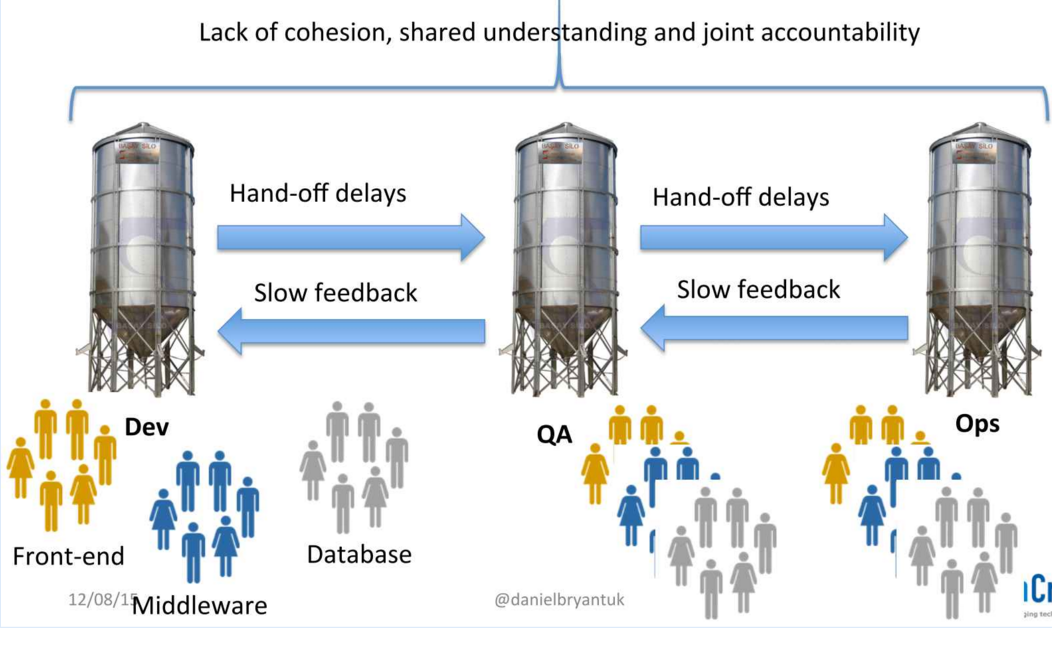 Lack of cohesion, shared understanding and joint accountability
Hand-off delays
Hand-off delays
Slow feedback
Slow feedback
Dev
QA
Ops
Front-end
Middleware
Database
12/08/15
@danielbryantuk